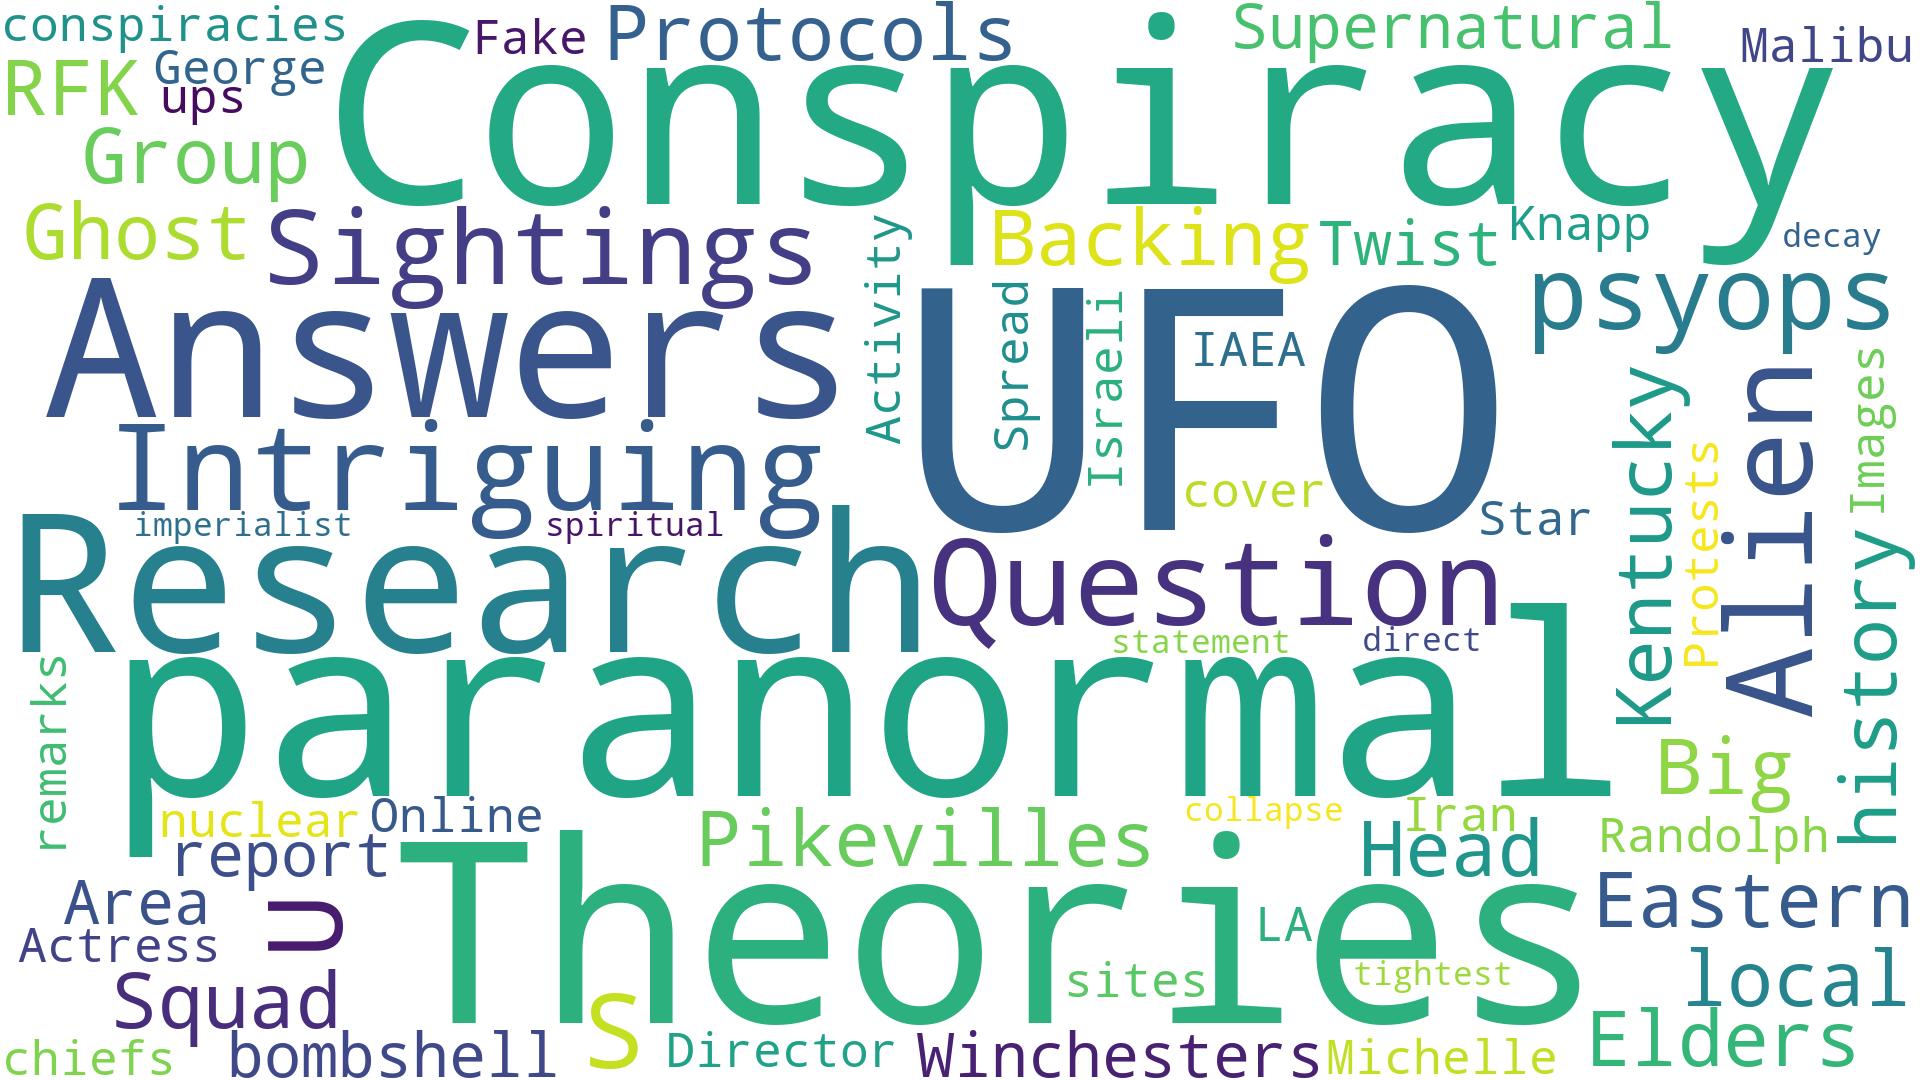 conspiracies
Fake
Protocols
Supernatural
Malibu
RFK
George
ups
Conspiracy
Group
Ghost
Sightings
Activity
Backing
Twist
Knapp
decay
psyops
Answers
UFO
Spread
Israeli
IAEA
Intriguing
cover
Star
Kentucky
Protests
Alien
Images
history
imperialist
spiritual
Research
Question
statement
direct
paranormal
remarks
Big
nuclear
Online
report
Pikevilles
collapse
Iran
Head
Randolph
Area
Actress
U
Theories
LA
Eastern
sites
tightest
local
Squad
S
chiefs
bombshell
Director
Winchesters
Michelle
Elders